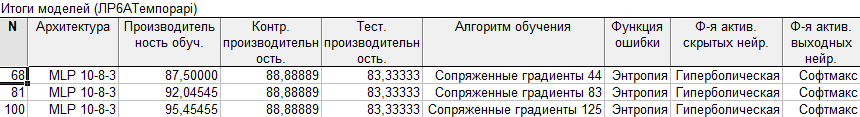 Итоги моделей (ЛР6АТемпорарі)
N Архитектура Производитель Контр. Тест. Алгоритм обучения Функция Ф-я актив. Ф-я актив.
ность обуч. производительн производительн ошибки скрытых нейр. выходных
ость. ость. нейр.
68 MLP 10-8-3 87,50000 88,88889 83,33333 Сопряженные градиенты 44 Энтропия Гиперболическая Софтмакс
81 MLP 10-8-3 92,04545 88,88889 83,33333 Сопряженные градиенты 83 Энтропия Гиперболическая Софтмакс
100 MLP 10-8-3 95,45455 88,88889 83,33333 Сопряженные градиенты 125 Энтропия Гиперболическая Софтмакс